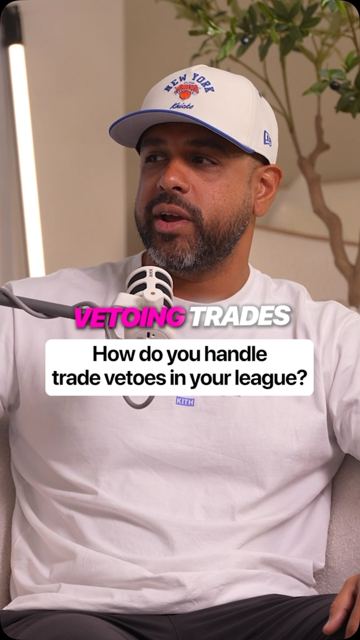 NEW YORK
Knicks
VETOING TRADES
How do you handle
trade vetoes in your league?
KITH